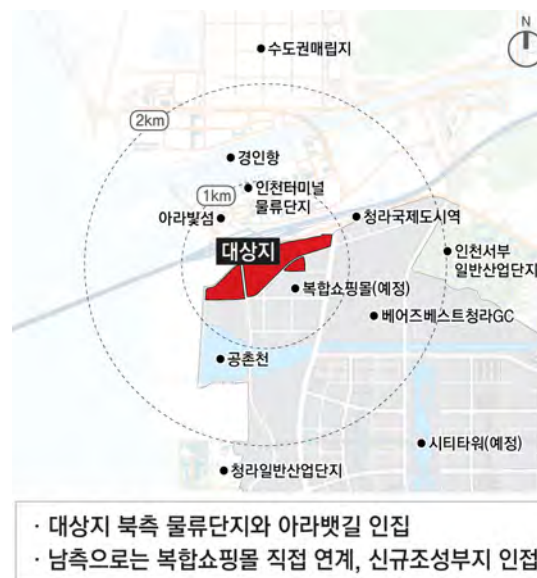 N
수도권매립지
2km
경인항
1km
인천터미널
물류단지
아라빛섬
청라국제도시역
대상지
인천서부
일반산업단지
복합쇼핑몰(예정)
베어즈베스트청라GC
공촌천
시티타워(예정)
청라일반산업단지
· 대상지 북측 물류단지와 아라뱃길 인집
· 남측으로는 복합쇼핑몰 직접 연계, 신규조성부지 인접